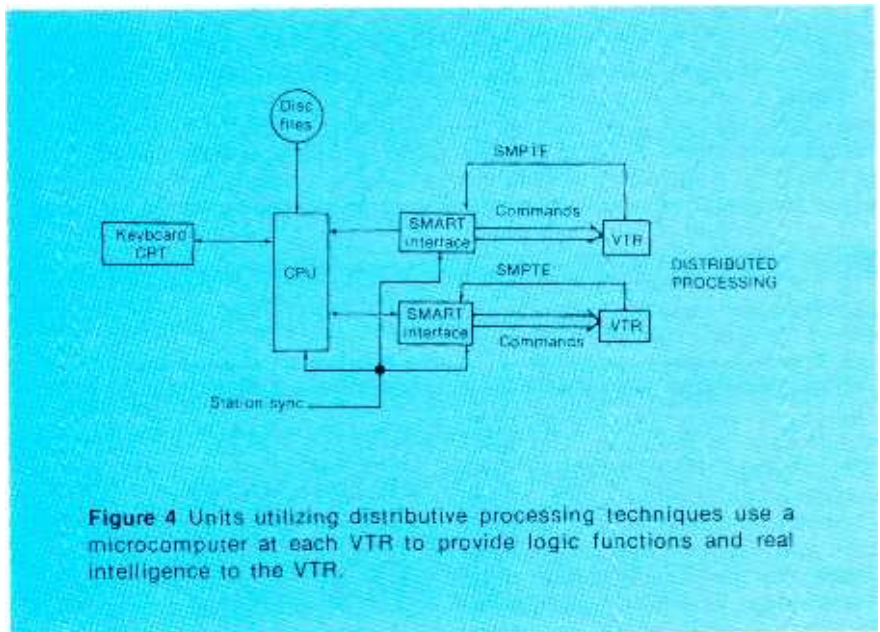 Disc
files
SMPTE
Keyboard
CRT
CPU
SMART
interface
Commands
VTR
SMPTE
DISTRIBUTED
PROCESSING
SMART
interface
Commands
VTR
Station sync
Figure 4 Units utilizing distributive processing techniques use a
microcomputer at each VTR to provide logic functions and real
intelligence to the VTR.